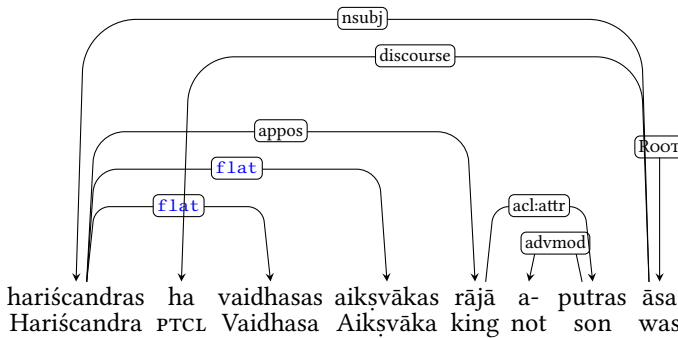 nsubj
discourse
appos
ROOT
flat
flat
acl:attr
advmod
hariścandras ha vaidhasas aikṣvākas rājā a- putras āsa
Hariścandra PTCL Vaidhasa Aikṣvāka king not son was